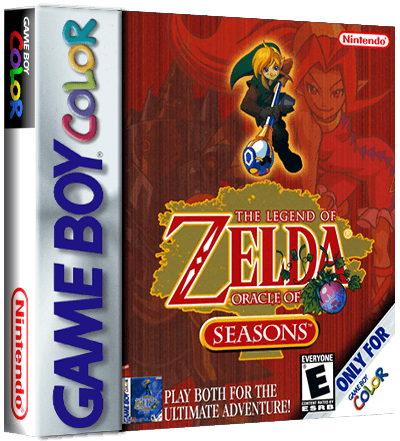 GAME BOY
COLOR
Nintendo
GAME BOY COLOR
Nintendo
THE LEGEND OF
ZELDA
ORACLE OF
SEASONS™
PLAY BOTH FOR THE
ULTIMATE ADVENTURE!
EVERYONE
E
CONTENT RATED BY
ESRB
ONLY FOR
GAME BOY
COLOR